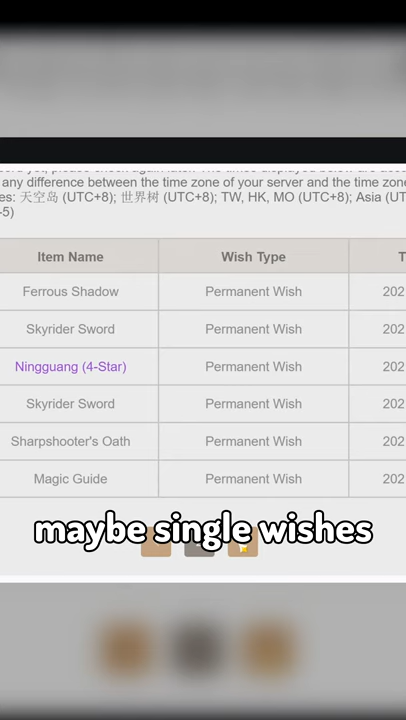 any difference between the time zone of your server and the time zone
es: 天空岛 (UTC+8); 世界树 (UTC+8); TW, HK, MO (UTC+8); Asia (UT
-5)
Item Name Wish Type T
Ferrous Shadow Permanent Wish 202
Skyrider Sword Permanent Wish 202
Ningguang (4-Star) Permanent Wish 202
Skyrider Sword Permanent Wish 202
Sharpshooter's Oath Permanent Wish 202
Magic Guide Permanent Wish 202
maybe single wishes